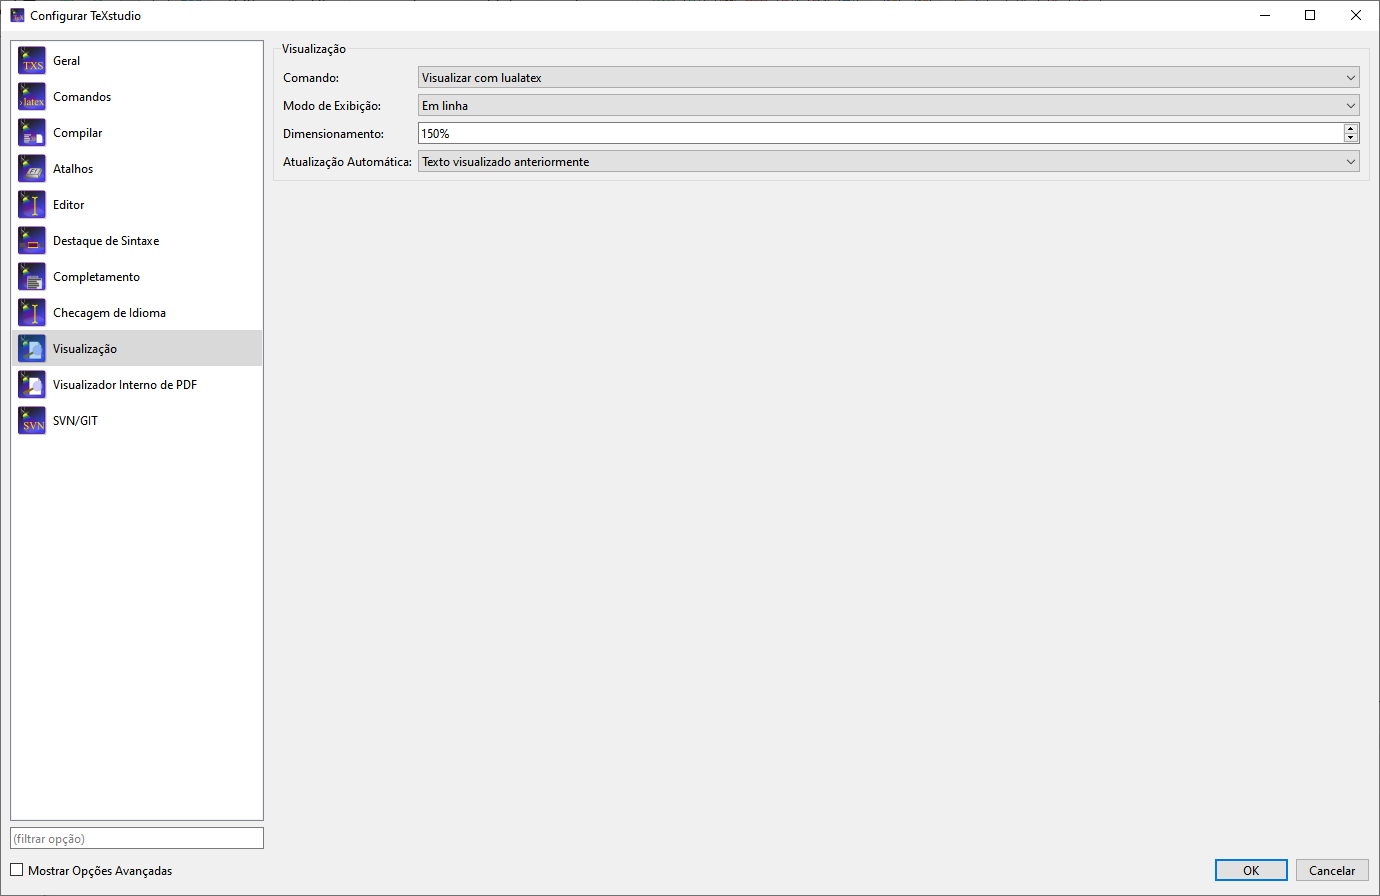 Configurar TeXstudio
TXS Geral
latex Comandos
Compilar
Atalhos
Editor
Destaque de Sintaxe
Completamento
Checagem de Idioma
Visualização
Visualizador Interno de PDF
SVN SVN/GIT
(filtrar opção)
Mostrar Opções Avançadas
Visualização
Comando: Visualizar com lualatex
Modo de Exibição: Em linha
Dimensionamento: 150%
Atualização Automática: Texto visualizado anteriormente
OK Cancelar